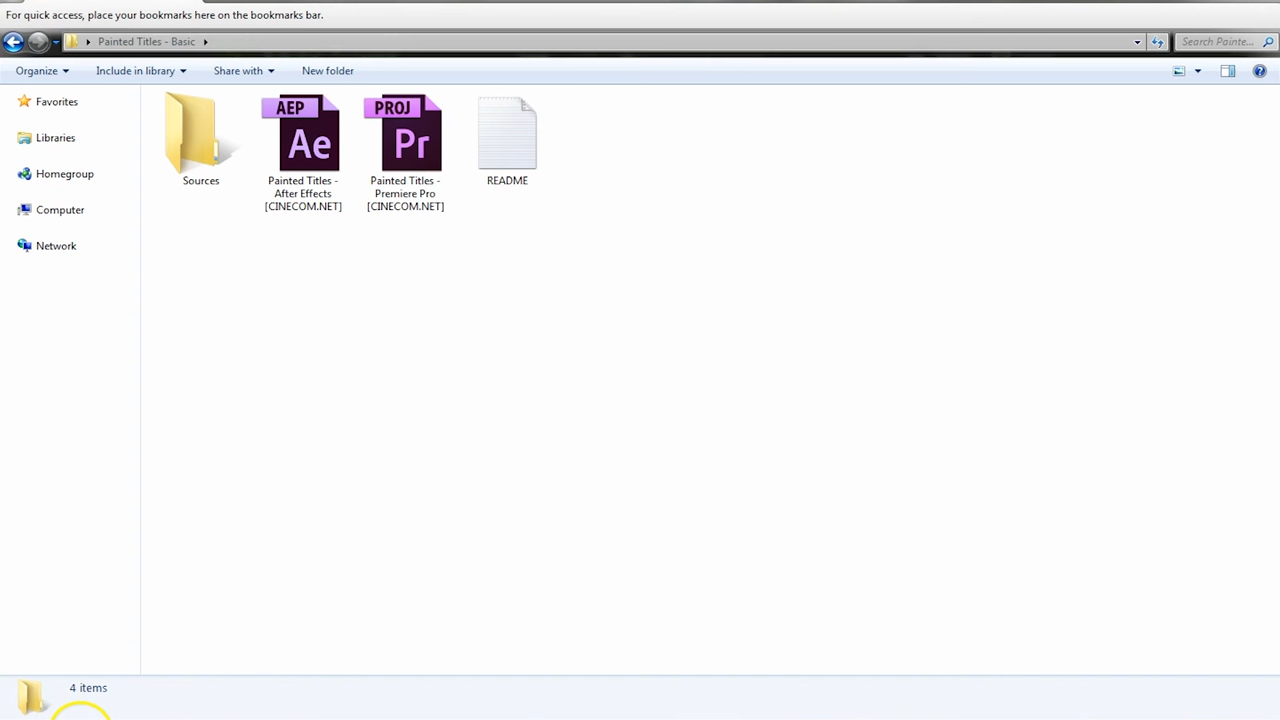 For quick access, place your bookmarks here on the bookmarks bar.
Painted Titles - Basic
Search Painte...
Organize
Include in library
Share with
New folder
Favorites
Libraries
Homegroup
Computer
Network
Sources
AEP
Ae
Painted Titles -
After Effects
[CINECOM.NET]
PROJ
Pr
Painted Titles -
Premiere Pro
[CINECOM.NET]
README
4 items